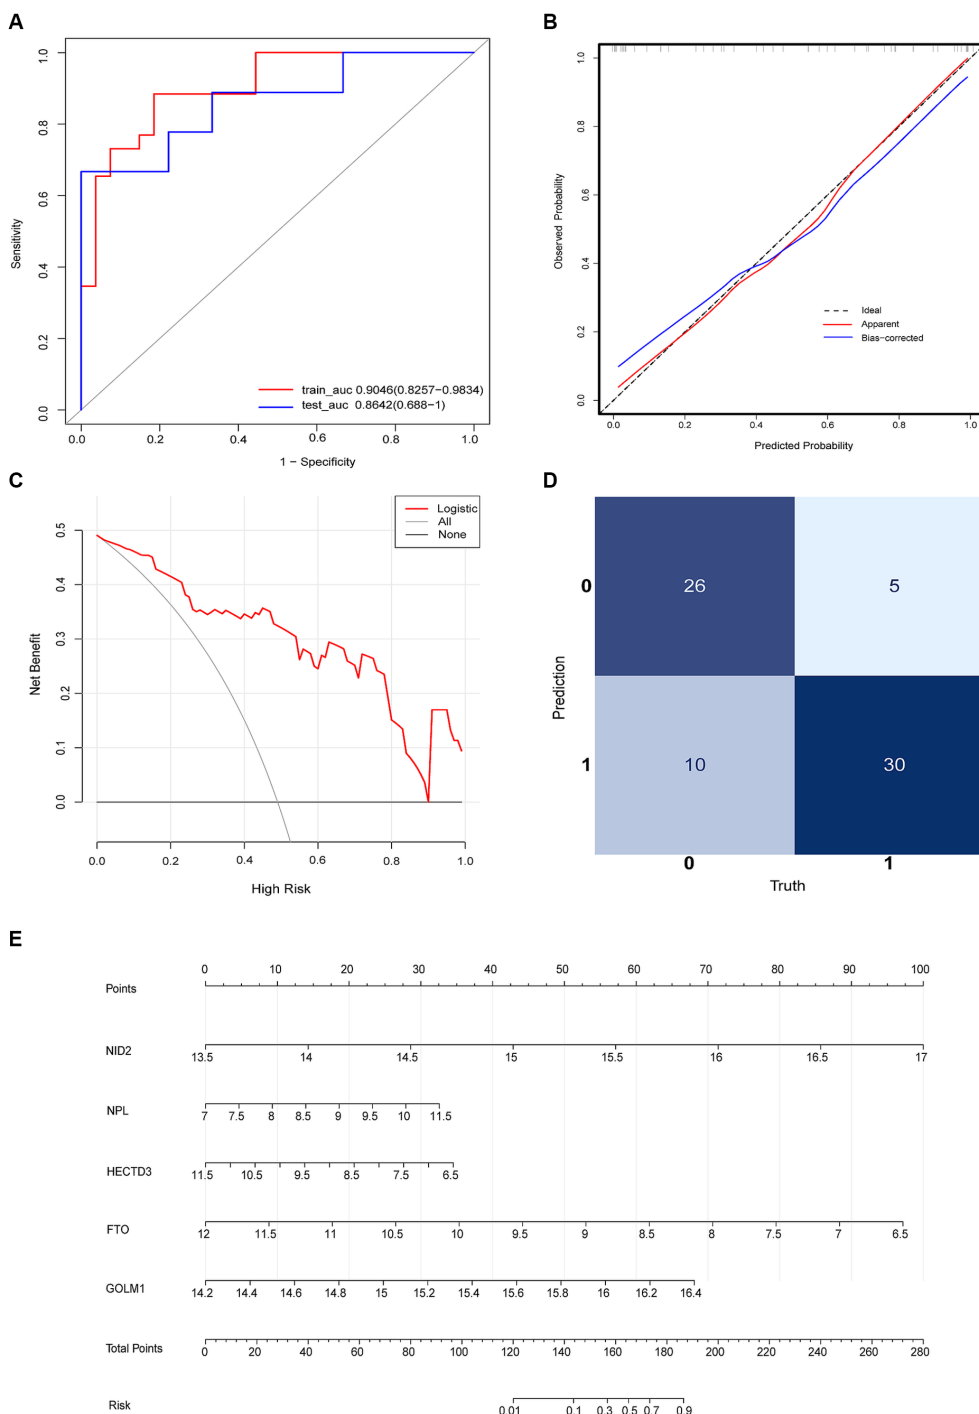 A
1.0
0.8
0.6
0.4
0.2
0.0
Sensitivity
train_auc 0.9046(0.8257−0.9834)
test_auc 0.8642(0.688−1)
0.0 0.2 0.4 0.6 0.8 1.0
1 − Specificity
B
1.0
0.8
0.6
0.4
0.2
0.0
Observed Probability
Ideal
Apparent
Bias−corrected
0.0 0.2 0.4 0.6 0.8 1.0
Predicted Probability
C
Logistic
All
None
0.5
0.4
0.3
0.2
0.1
0.0
Net Benefit
0.0 0.2 0.4 0.6 0.8 1.0
High Risk
D
0 26 5
Prediction
1 10 30
0 1
Truth
E
Points 0 10 20 30 40 50 60 70 80 90 100
NID2 13.5 14 14.5 15 15.5 16 16.5 17
NPL 7 7.5 8 8.5 9 9.5 10 11.5
HECTD3 11.5 10.5 9.5 8.5 7.5 6.5
FTO 12 11.5 11 10.5 10 9.5 9 8.5 8 7.5 7 6.5
GOLM1 14.2 14.4 14.6 14.8 15 15.2 15.4 15.6 15.8 16 16.2 16.4
Total Points 0 20 40 60 80 100 120 140 160 180 200 220 240 260 280
Risk 0.01 0.1 0.3 0.5 0.7 0.9